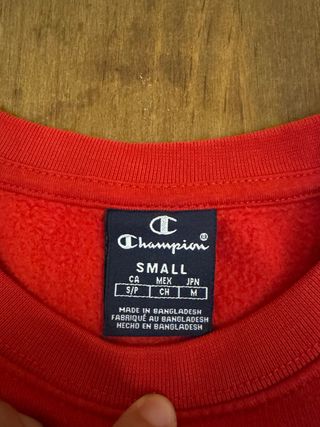 Champion®
SMALL
CA MEX JPN
S/P CH M
MADE IN BANGLADESH
FABRIQUÉ AU BANGLADESH
HECHO EN BANGLADESH